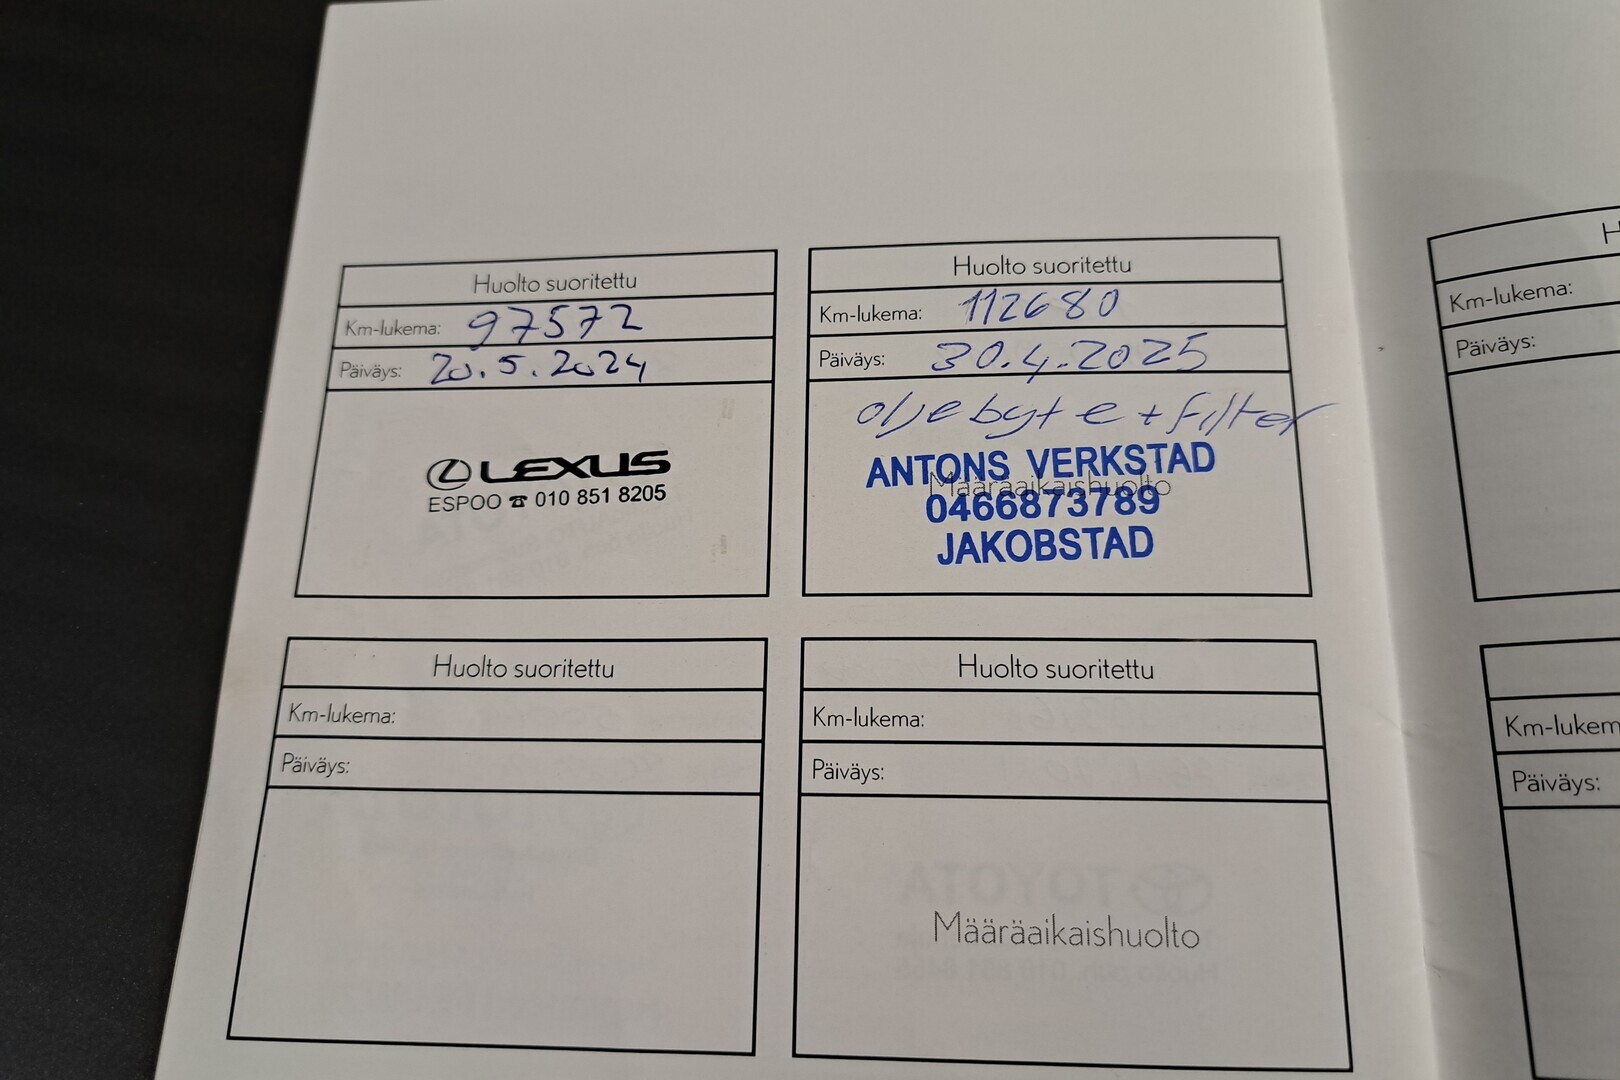 Huolto suoritettu
Km-lukema: 97572
Päiväys: 20.5.2024
LEXUS
ESPOO ☎ 010 851 8205
Huolto suoritettu
Km-lukema: 112680
Päiväys: 30.4.2025
oljebyte + filter
ANTONS VERKSTAD
Määräaikaishuolto
0466873789
JAKOBSTAD
Huolto suoritettu
Km-lukema:
Päiväys:
Huolto suoritettu
Km-lukema:
Päiväys:
TOYOTA
Määräaikaishuolto
H
Km-lukema:
Päiväys:
Km-lukem
Päiväys: